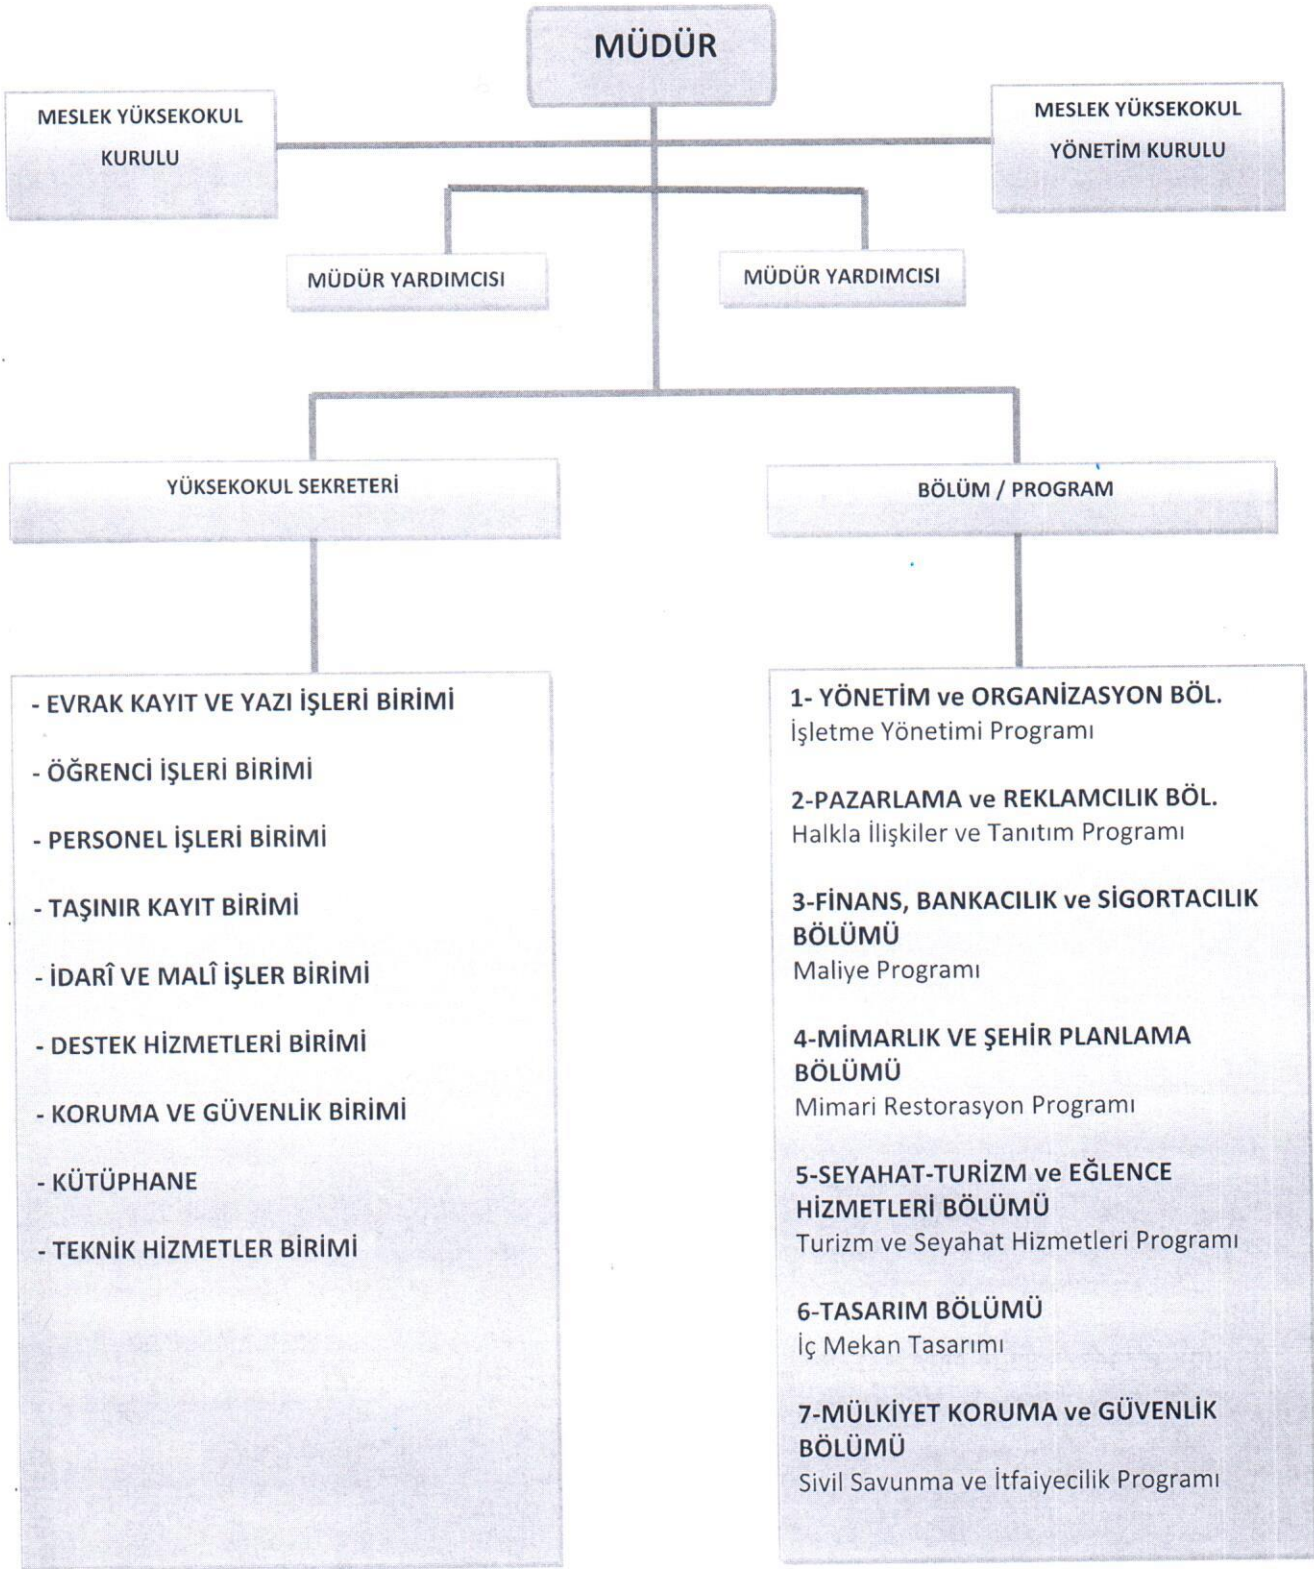 MÜDÜR
MESLEK YÜKSEKOKUL
KURULU
MESLEK YÜKSEKOKUL
YÖNETİM KURULU
MÜDÜR YARDIMCISI
MÜDÜR YARDIMCISI
YÜKSEKOKUL SEKRETERİ
BÖLÜM / PROGRAM
- EVRAK KAYIT VE YAZI İŞLERİ BİRİMİ
- ÖĞRENCİ İŞLERİ BİRİMİ
- PERSONEL İŞLERİ BİRİMİ
- TAŞINIR KAYIT BİRİMİ
- İDARÎ VE MALÎ İŞLER BİRİMİ
- DESTEK HİZMETLERİ BİRİMİ
- KORUMA VE GÜVENLİK BİRİMİ
- KÜTÜPHANE
- TEKNİK HİZMETLER BİRİMİ
1- YÖNETİM ve ORGANİZASYON BÖL.
İşletme Yönetimi Programı
2-PAZARLAMA ve REKLAMCILIK BÖL.
Halkla İlişkiler ve Tanıtım Programı
3-FİNANS, BANKACILIK ve SİGORTACILIK
BÖLÜMÜ
Maliye Programı
4-MİMARLIK VE ŞEHİR PLANLAMA
BÖLÜMÜ
Mimari Restorasyon Programı
5-SEYAHAT-TURİZM ve EĞLENCE
HİZMETLERİ BÖLÜMÜ
Turizm ve Seyahat Hizmetleri Programı
6-TASARIM BÖLÜMÜ
İç Mekan Tasarımı
7-MÜLKİYET KORUMA ve GÜVENLİK
BÖLÜMÜ
Sivil Savunma ve İtfaiyecilik Programı